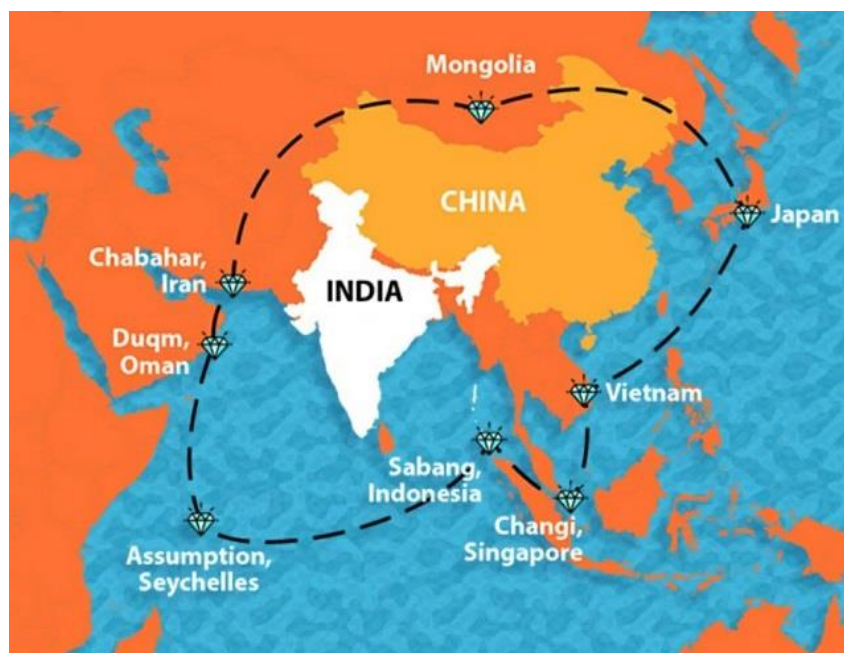 Mongolia
CHINA
Japan
Chabahar,
Iran
INDIA
Duqm,
Oman
Vietnam
Sabang,
Indonesia
Changi,
Singapore
Assumption,
Seychelles